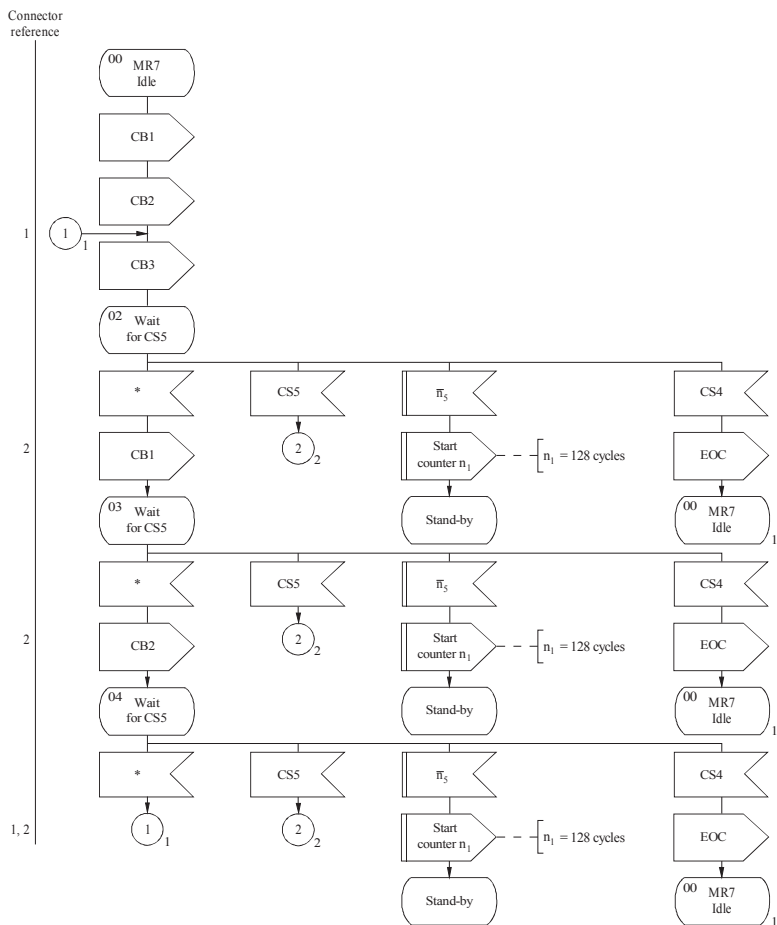 Connector
reference
00 MR7
Idle
CB1
CB2
1
1 1
CB3
02 Wait
for CS5
* CS5 n̅₅ CS4
2
CB1
2 2
Start
counter n₁
n₁ = 128 cycles
EOC
03 Wait
for CS5
Stand-by
00 MR7
Idle 1
* CS5 n̅₅ CS4
2
CB2
2 2
Start
counter n₁
n₁ = 128 cycles
EOC
04 Wait
for CS5
Stand-by
00 MR7
Idle 1
* CS5 n̅₅ CS4
1, 2
1 1
2 2
Start
counter n₁
n₁ = 128 cycles
EOC
Stand-by
00 MR7
Idle 1